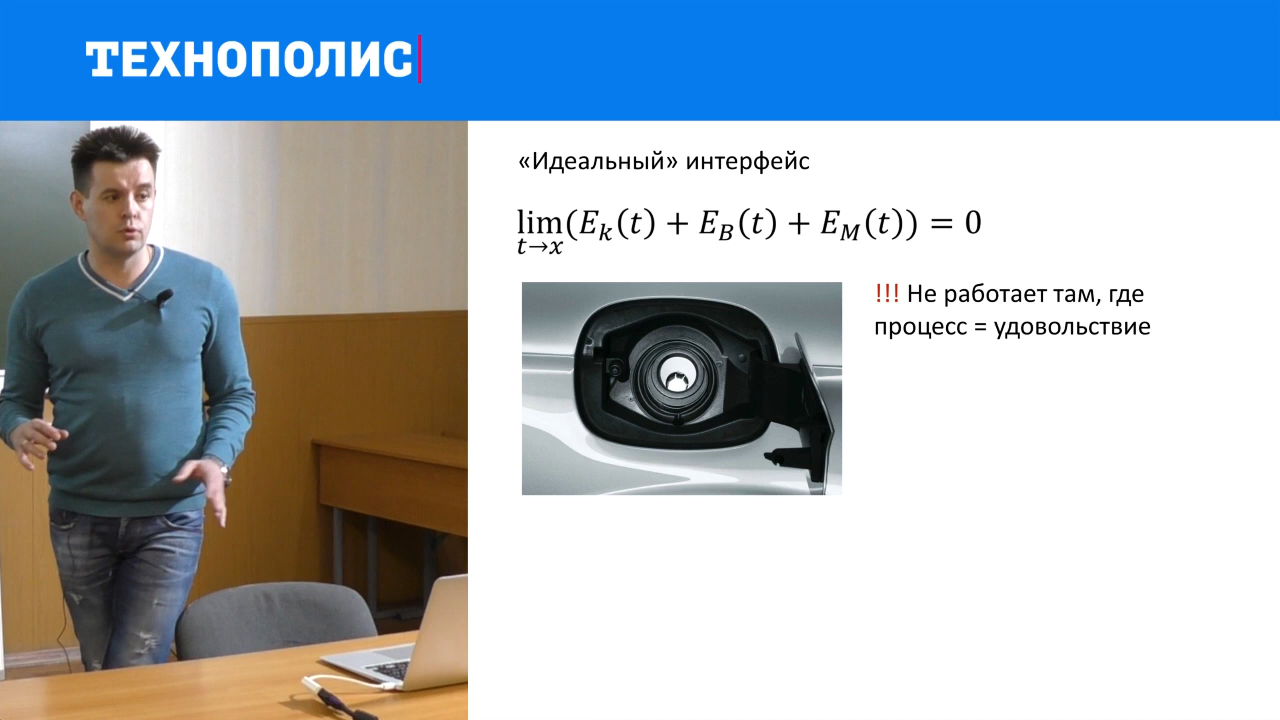 ТЕХНОПОЛИС
«Идеальный» интерфейс
lim(E_k(t) + E_B(t) + E_M(t)) = 0
t→x
!!! Не работает там, где
процесс = удовольствие